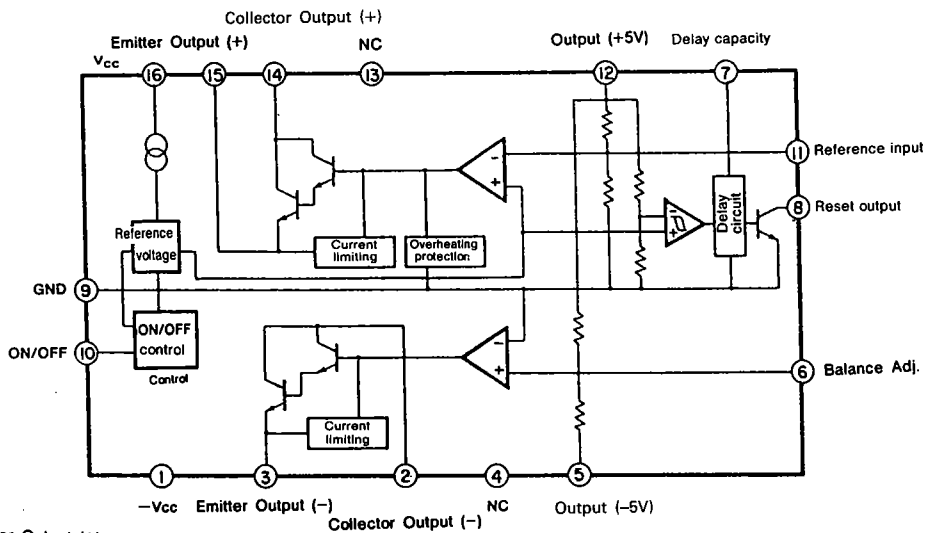 Collector Output (+)
Emitter Output (+)
NC
Output (+5V)
Delay capacity
Vcc
16
15
14
13
12
7
11
Reference input
8
Reset output
Delay circuit
Reference voltage
Current limiting
Overheating protection
-
+
-
+
GND
9
ON/OFF
10
ON/OFF control
Control
-
+
6
Balance Adj.
Current limiting
1
3
2
4
5
-Vcc
Emitter Output (-)
NC
Output (-5V)
Collector Output (-)